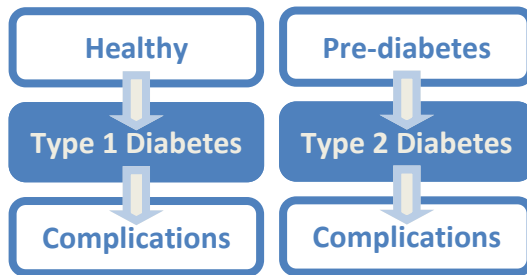 Healthy
Pre-diabetes
Type 1 Diabetes
Type 2 Diabetes
Complications
Complications